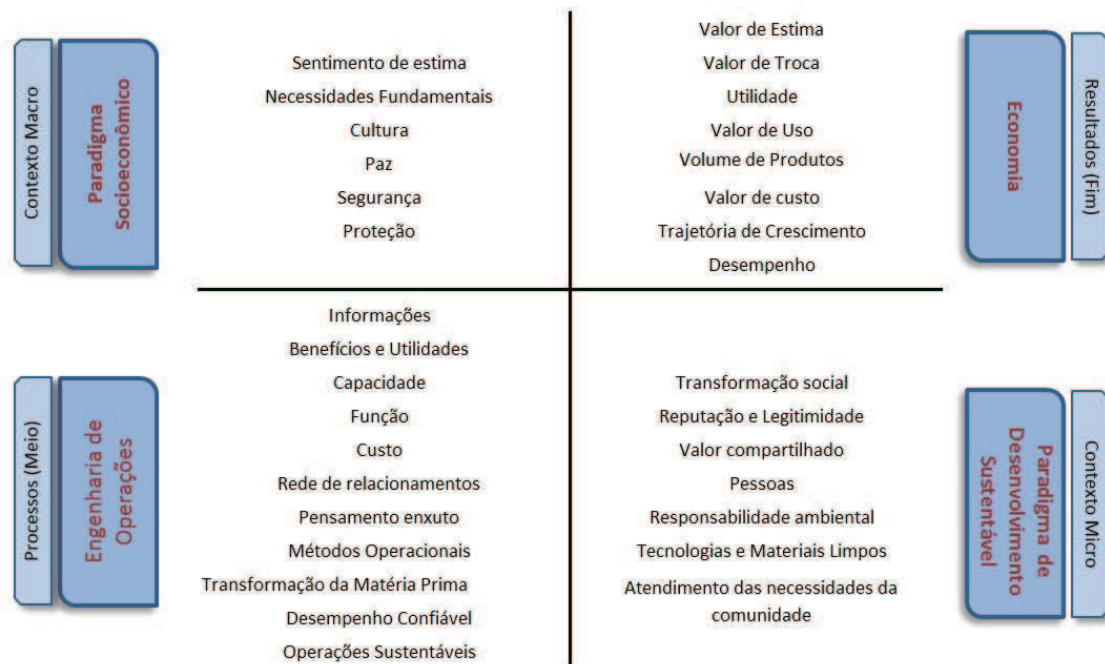 Contexto Macro
Paradigma
Socioeconômico
Sentimento de estima
Necessidades Fundamentais
Cultura
Paz
Segurança
Proteção
Valor de Estima
Valor de Troca
Utilidade
Valor de Uso
Volume de Produtos
Valor de custo
Trajetória de Crescimento
Desempenho
Economia
Resultados (Fim)
Processos (Meio)
Engenharia de
Operações
Informações
Benefícios e Utilidades
Capacidade
Função
Custo
Rede de relacionamentos
Pensamento enxuto
Métodos Operacionais
Transformação da Matéria Prima
Desempenho Confiável
Operações Sustentáveis
Transformação social
Reputação e Legitimidade
Valor compartilhado
Pessoas
Responsabilidade ambiental
Tecnologias e Materiais Limpos
Atendimento das necessidades da
comunidade
Paradigma de
Desenvolvimento
Sustentável
Contexto Micro